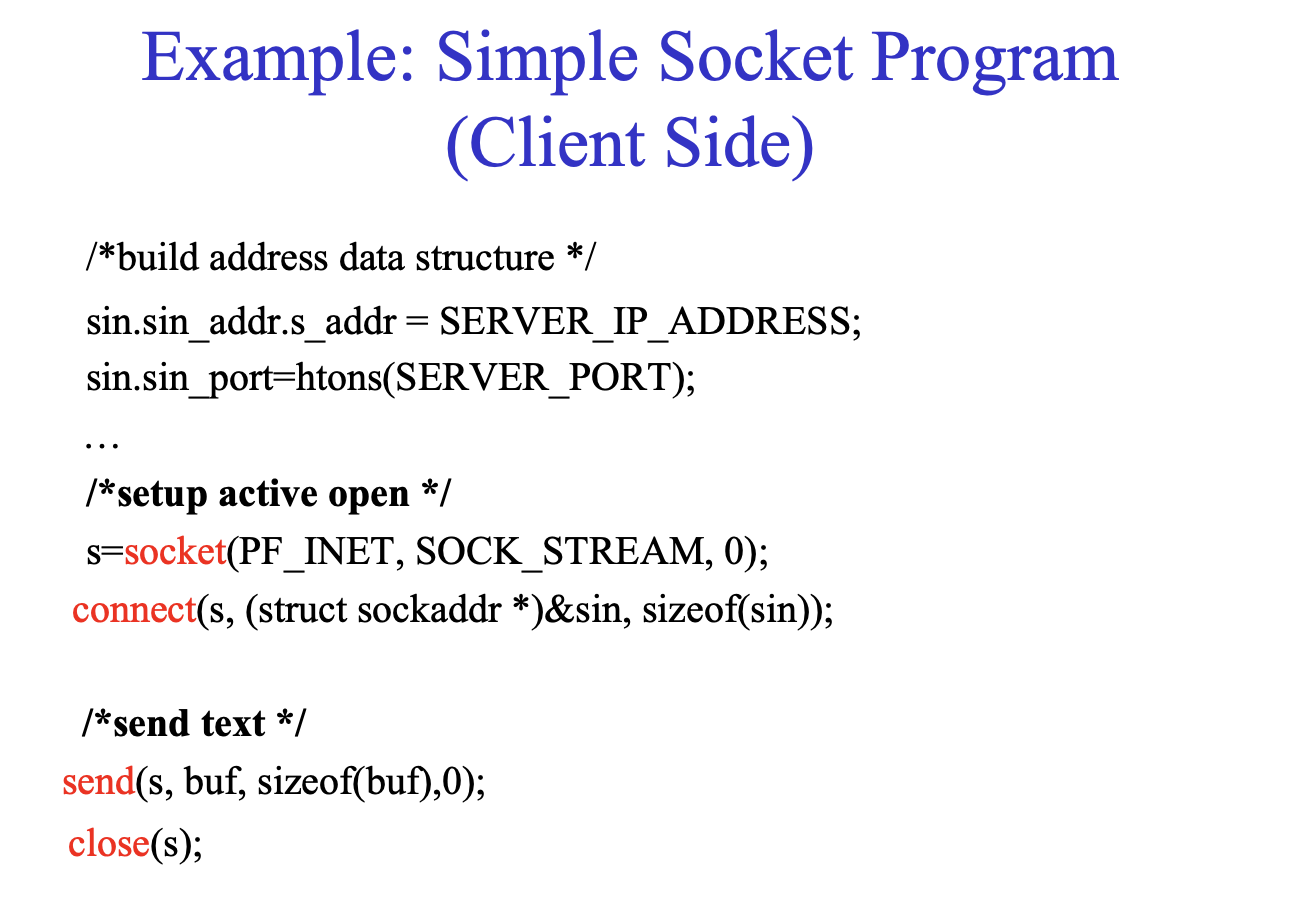 Example: Simple Socket Program
(Client Side)
/*build address data structure */
sin.sin_addr.s_addr = SERVER_IP_ADDRESS;
sin.sin_port=htons(SERVER_PORT);
…
/*setup active open */
s=socket(PF_INET, SOCK_STREAM, 0);
connect(s, (struct sockaddr *)&sin, sizeof(sin));
/*send text */
send(s, buf, sizeof(buf),0);
close(s);